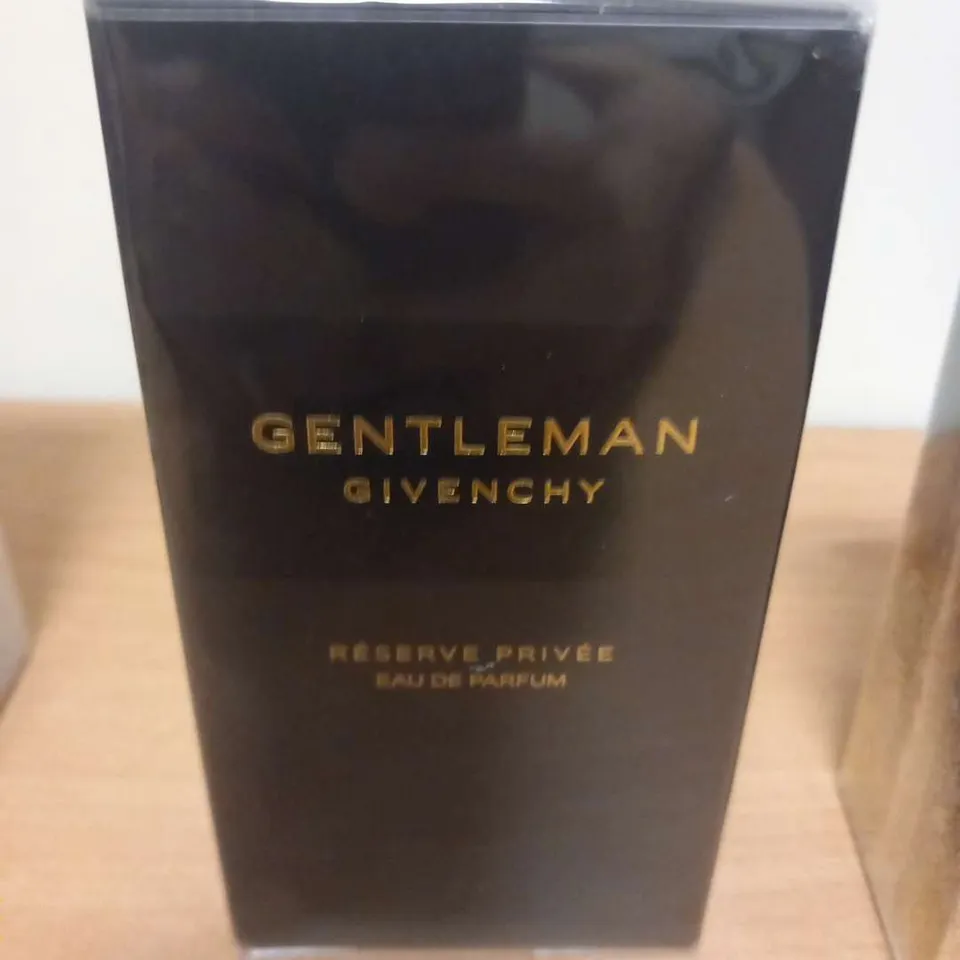 GENTLEMAN
GIVENCHY
RÉSERVE PRIVÉE
EAU DE PARFUM